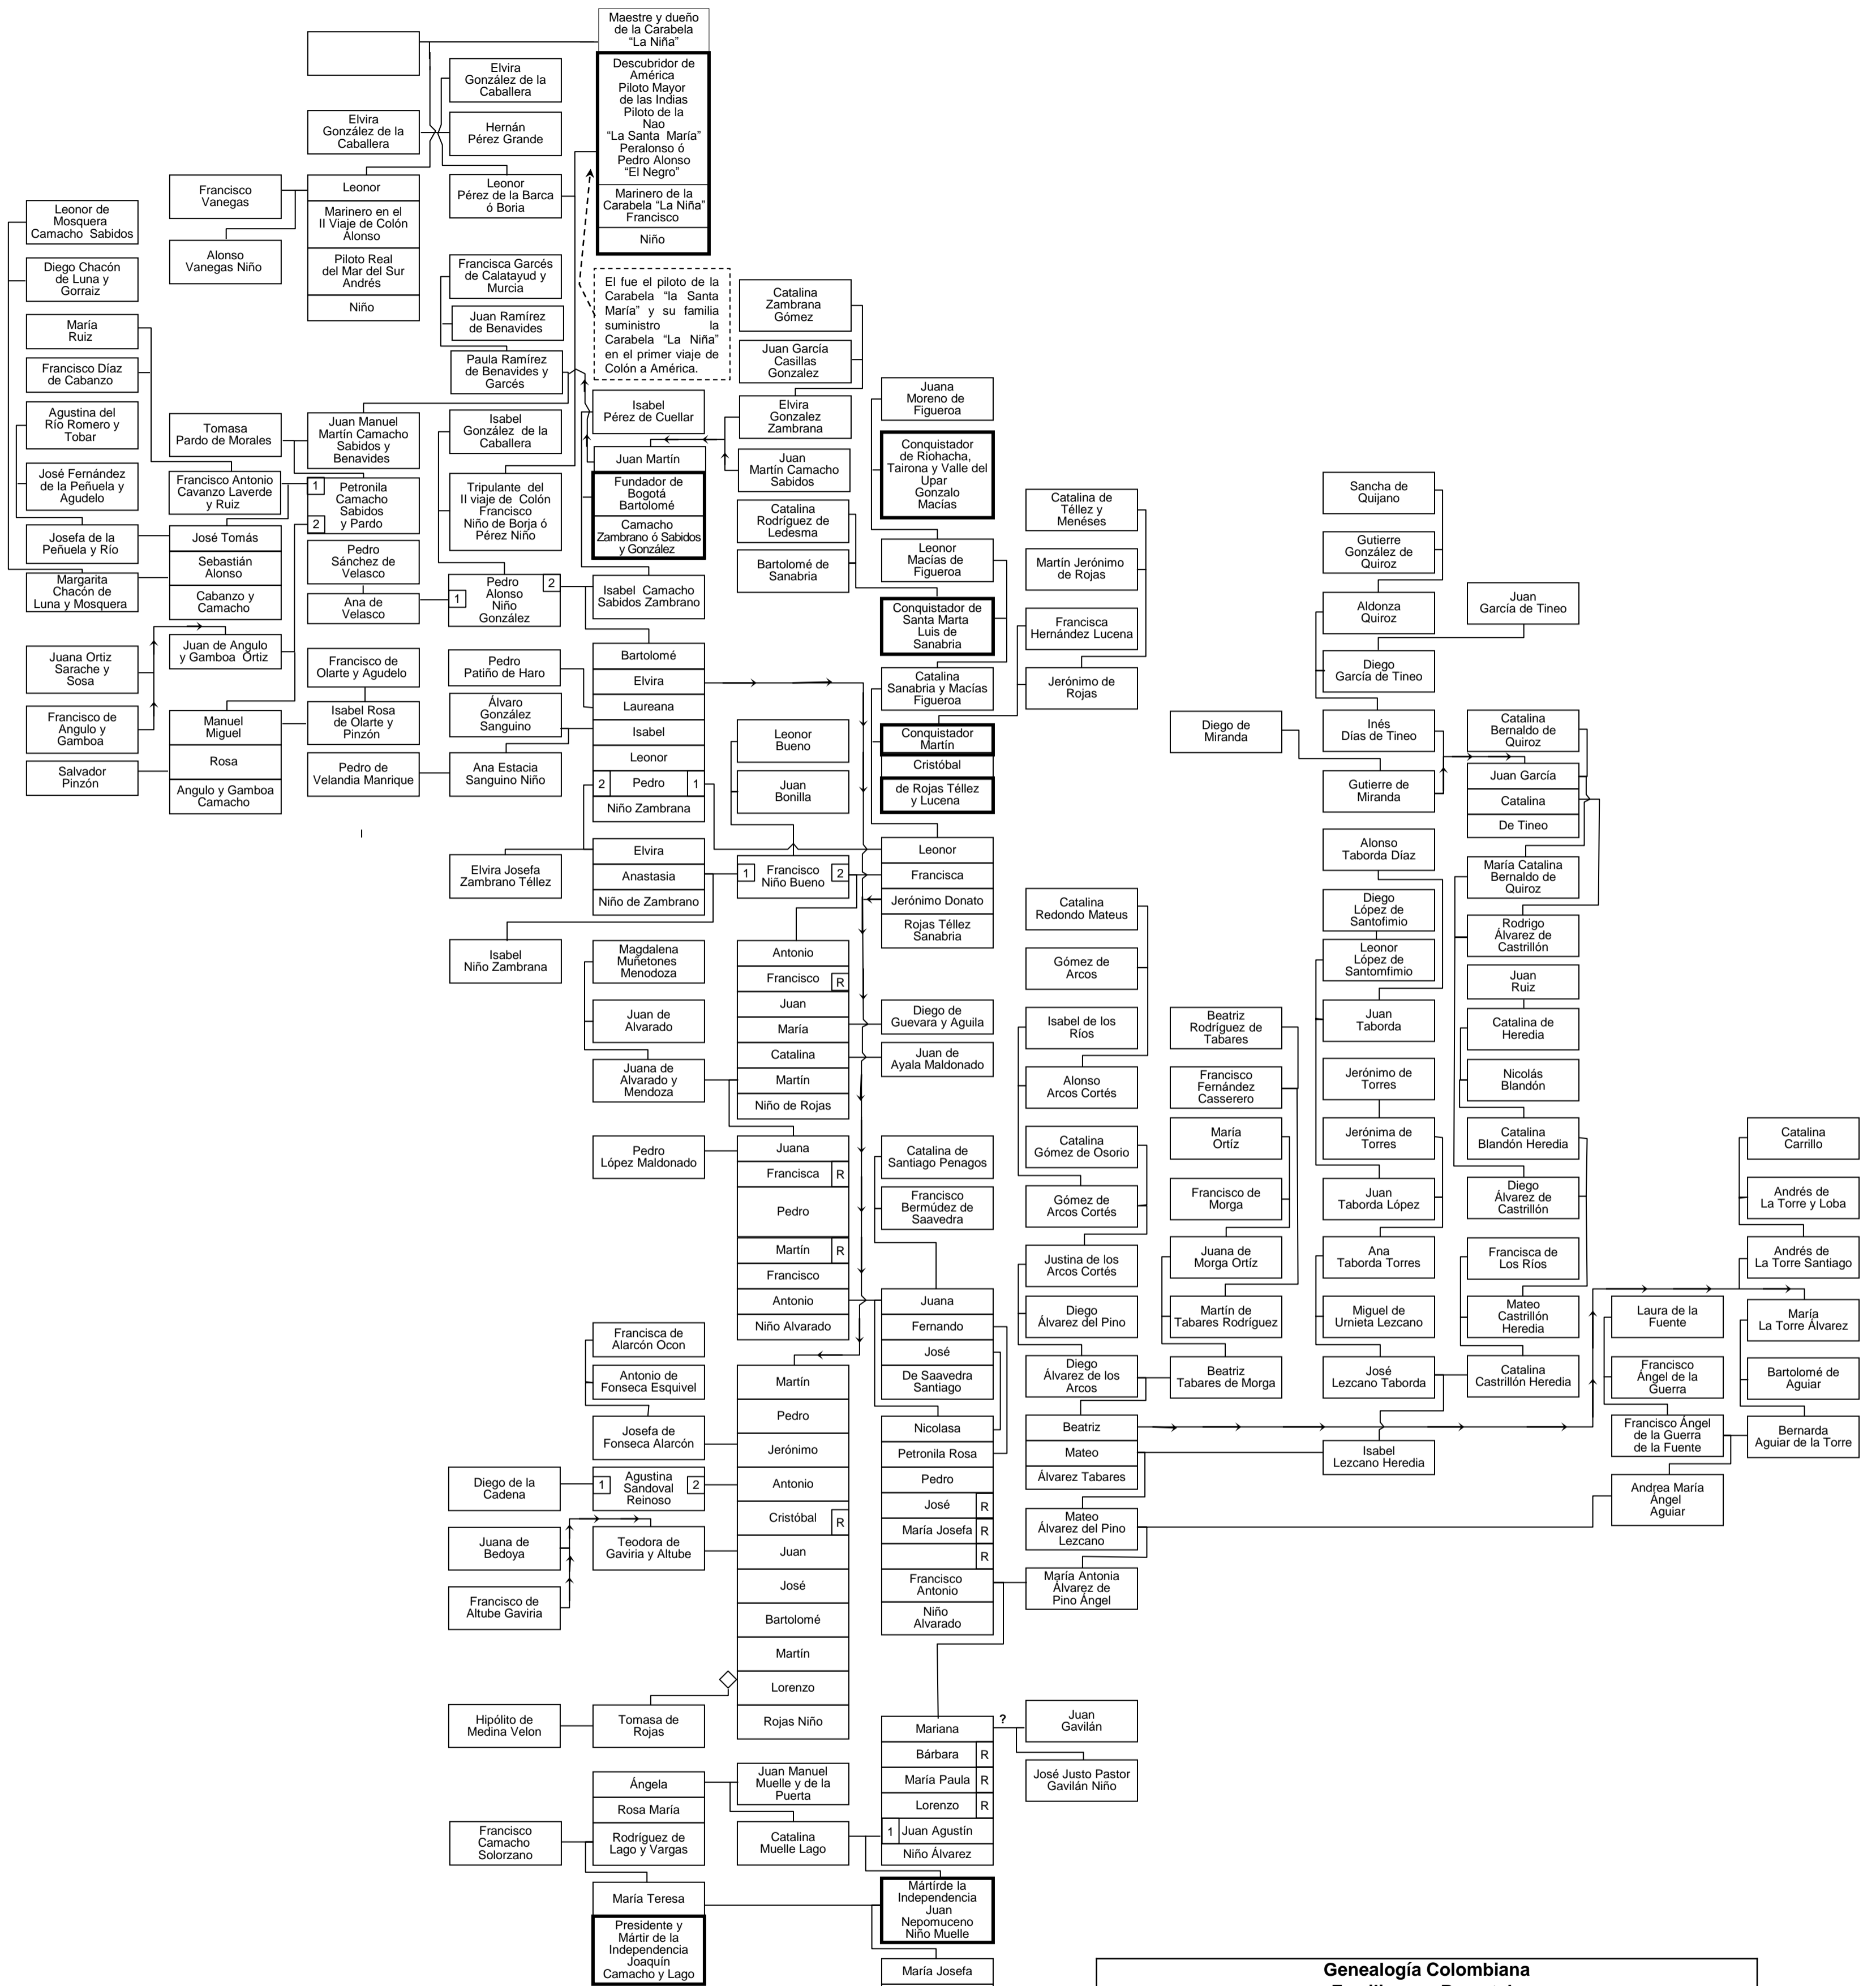 Maestre y dueño
de la Carabela
“La Niña”
Descubridor de
América
Piloto Mayor
de las Indias
Piloto de la
Nao
“La Santa María”
Peralonso ó
Pedro Alonso
“El Negro”
Marinero de la
Carabela “La Niña”
Francisco
Niño
Elvira
González de la
Caballera
Elvira
González de la
Caballera
Hernán
Pérez Grande
Francisco
Vanegas
Leonor
Marinero en el
II Viaje de Colón
Álonso
Piloto Real
del Mar del Sur
Andrés
Niño
Leonor
Pérez de la Barca
ó Boria
Leonor de
Mosquera
Camacho Sabidos
Alonso
Vanegas Niño
Diego Chacón
de Luna y
Gorraiz
Francisca Garcés
de Calatayud y
Murcia
El fue el piloto de la
Carabela “la Santa
María” y su familia
suministro la
Carabela “La Niña”
en el primer viaje de
Colón a América.
Catalina
Zambrana
Gómez
María
Ruiz
Juan Ramírez
de Benavides
Juan García
Casillas
Gonzalez
Francisco Díaz
de Cabanzo
Paula Ramírez
de Benavides y
Garcés
Juana
Moreno de
Figueroa
Agustina del
Río Romero y
Tobar
Tomasa
Pardo de Morales
Juan Manuel
Martín Camacho
Sabidos y
Benavides
Isabel
González de la
Caballera
Isabel
Pérez de Cuellar
Elvira
Gonzalez
Zambrana
Conquistador
de Riohacha,
Tairona y Valle del
Upar
Gonzalo
Macías
José Fernández
de la Peñuela y
Agudelo
Francisco Antonio
Cavanzo Laverde
y Ruiz
1
Petronila
Camacho
Sabidos
y Pardo
2
Tripulante del
II viaje de Colón
Francisco
Niño de Borja ó
Pérez Niño
Juan Martín
Fundador de
Bogotá
Bartolomé
Camacho
Zambrano ó Sabidos
y González
Juan
Martín Camacho
Sabidos
Catalina
Rodríguez de
Ledesma
Catalina de
Téllez y
Menéses
Sancha de
Quijano
Josefa de la
Peñuela y Río
José Tomás
Sebastián
Alonso
Cabanzo y
Camacho
Pedro
Sánchez de
Velasco
Bartolomé de
Sanabria
Leonor
Macías de
Figueroa
Martín Jerónimo
de Rojas
Gutierre
González de
Quiroz
Margarita
Chacón de
Luna y Mosquera
Ana de
Velasco
1
Pedro
Alonso
Niño
González
2
Isabel Camacho
Sabidos Zambrano
Conquistador de
Santa Marta
Luis de
Sanabria
Francisca
Hernández Lucena
Aldonza
Quiroz
Juan
García de Tineo
Juana Ortiz
Sarache y
Sosa
Juan de Angulo
y Gamboa Ortiz
Francisco de
Olarte y Agudelo
Pedro
Patiño de Haro
Bartolomé
Elvira
Laureana
Isabel
Leonor
2
Pedro
1
Niño Zambrana
Catalina
Sanabria y Macías
Figueroa
Jerónimo de
Rojas
Diego
García de Tineo
Francisco de
Angulo y
Gamboa
Manuel
Miguel
Rosa
Angulo y Gamboa
Camacho
Isabel Rosa
de Olarte y
Pinzón
Álvaro
González
Sanguino
Leonor
Bueno
Conquistador
Martín
Cristóbal
de Rojas Téllez
y Lucena
Diego de
Miranda
Inés
Días de Tineo
Catalina
Bernaldo de
Quiroz
Salvador
Pinzón
Pedro de
Velandia Manrique
Ana Estacia
Sanguino Niño
Juan
Bonilla
Gutierre de
Miranda
Juan García
Catalina
De Tineo
Elvira Josefa
Zambrano Téllez
Elvira
Anastasia
Niño de Zambrano
1
Francisco
Niño Bueno
2
Leonor
Francisca
Jerónimo Donato
Rojas Téllez
Sanabria
Alonso
Taborda Díaz
María Catalina
Bernaldo de
Quiroz
Isabel
Niño Zambrana
Magdalena
Muñetones
Mendoza
Antonio
Francisco
R
Juan
María
Catalina
Martín
Niño de Rojas
Catalina
Redondo Mateus
Diego
López de
Santofimio
Rodrigo
Álvarez de
Castrillón
Gómez de
Arcos
Leonor
López de
Santomfimio
Juan
Ruiz
Juan de
Alvarado
Diego de
Guevara y Aguila
Isabel de los
Ríos
Beatriz
Rodríguez de
Tabares
Juan
Taborda
Catalina de
Heredia
Juana de
Alvarado y
Mendoza
Juan de
Ayala Maldonado
Alonso
Arcos Cortés
Francisco
Fernández
Casserero
Jerónimo de
Torres
Nicolás
Blandón
Pedro
López Maldonado
Juana
Francisca
R
Pedro
Martín
R
Francisco
Antonio
Niño Alvarado
Catalina de
Santiago Penagos
Catalina
Gómez de Osorio
María
Ortíz
Jerónima de
Torres
Catalina
Blandón Heredia
Catalina
Carrillo
Francisco
Bermúdez de
Saavedra
Gómez de
Arcos Cortés
Francisco de
Morga
Juan
Taborda López
Diego
Álvarez de
Castrillón
Andrés de
La Torre y Loba
Justina de los
Arcos Cortés
Juana de
Morga Ortíz
Ana
Taborda Torres
Francisca de
Los Ríos
Andrés de
La Torre Santiago
Juana
Fernando
José
De Saavedra
Santiago
Diego
Álvarez del Pino
Martín de
Tabares Rodríguez
Miguel de
Urnieta Lezcano
Mateo
Castrillón
Heredia
Laura de la
Fuente
María
La Torre Álvarez
Francisca de
Alarcón Ocon
Antonio de
Fonseca Esquivel
Josefa de
Fonseca Alarcón
Martín
Pedro
Jerónimo
Antonio
Cristóbal
R
Juan
José
Bartolomé
Martín
Lorenzo
Rojas Niño
Diego
Álvarez de los
Arcos
Beatriz
Tabares de Morga
José
Lezcano Taborda
Catalina
Castrillón Heredia
Francisco
Ángel de la
Guerra
Bartolomé de
Aguiar
Nicolasa
Petronila Rosa
Pedro
José
R
María Josefa
R
R
Francisco
Antonio
Niño
Alvarado
Beatriz
Mateo
Álvarez Tabares
Isabel
Lezcano Heredia
Francisco Ángel
de la Guerra
de la Fuente
Bernarda
Aguiar de la Torre
Diego de la
Cadena
1
Agustina
Sandoval
Reinoso
2
Mateo
Álvarez del Pino
Lezcano
Andrea María
Ángel
Aguiar
Juana de
Bedoya
Teodora de
Gaviria y Altube
Francisco de
Altube Gaviria
María Antonia
Álvarez de
Pino Ángel
Hipólito de
Medina Velon
Tomasa de
Rojas
Mariana
?
Bárbara
R
María Paula
R
Lorenzo
R
1
Juan Agustín
Niño Álvarez
Juan
Gavilán
José Justo Pastor
Gavilán Niño
Ángela
Rosa María
Rodríguez de
Lago y Vargas
Juan Manuel
Muelle y de la
Puerta
Francisco
Camacho
Solorzano
Catalina
Muelle Lago
María Teresa
Presidente y
Mártir de la
Independencia
Joaquín
Camacho y Lago
Mártírde la
Independencia
Juan
Nepomuceno
Niño Muelle
María Josefa
Genealogía Colombiana